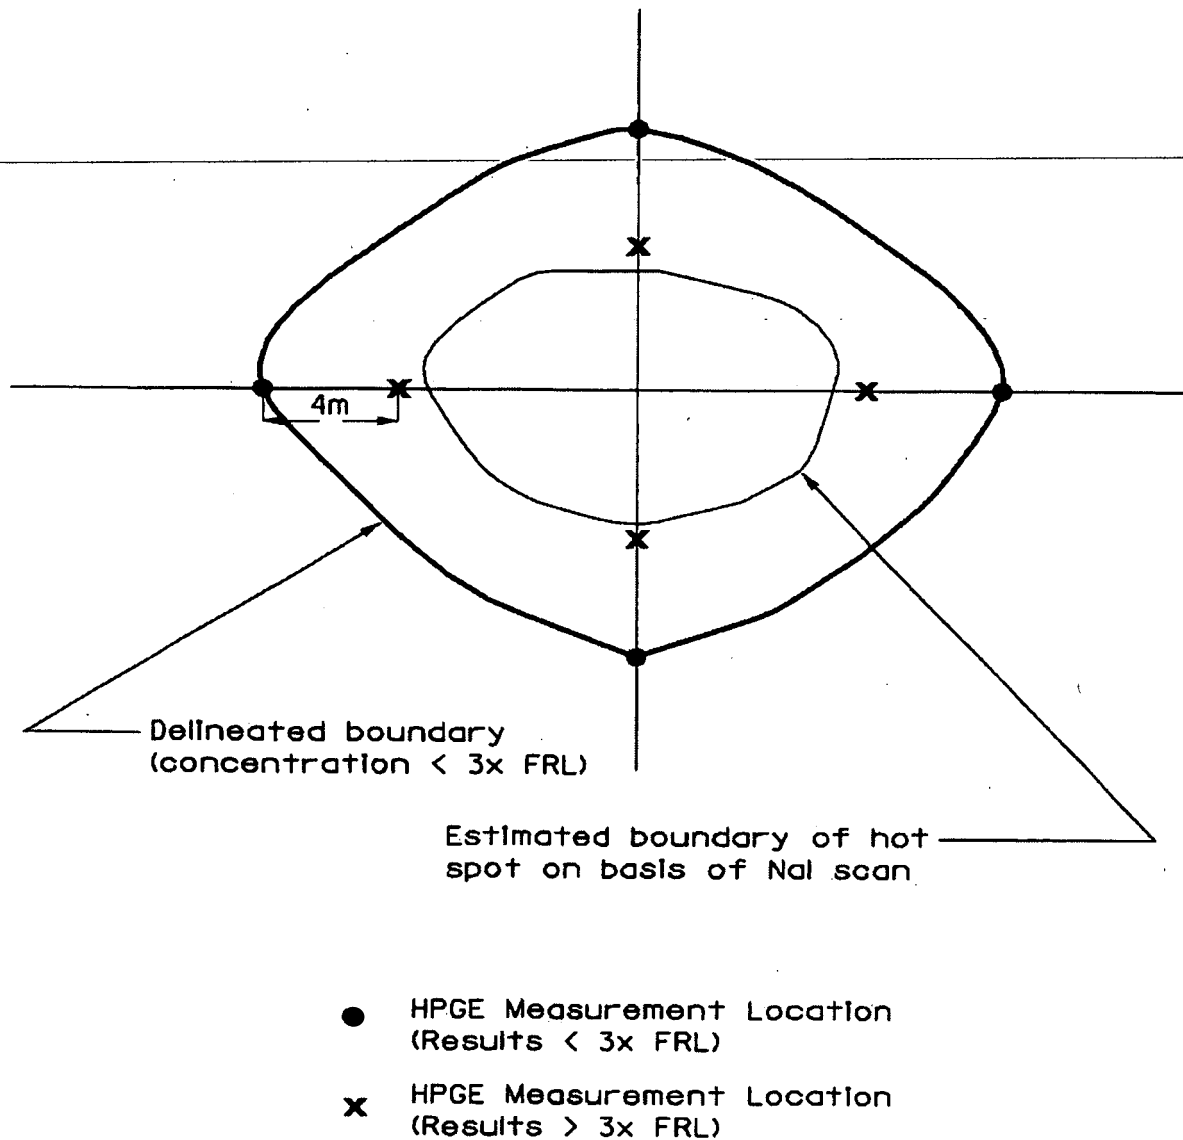 4m
Delineated boundary
(concentration < 3x FRL)
Estimated boundary of hot
spot on basis of NaI scan
HPGE Measurement Location
(Results < 3x FRL)
HPGE Measurement Location
(Results > 3x FRL)